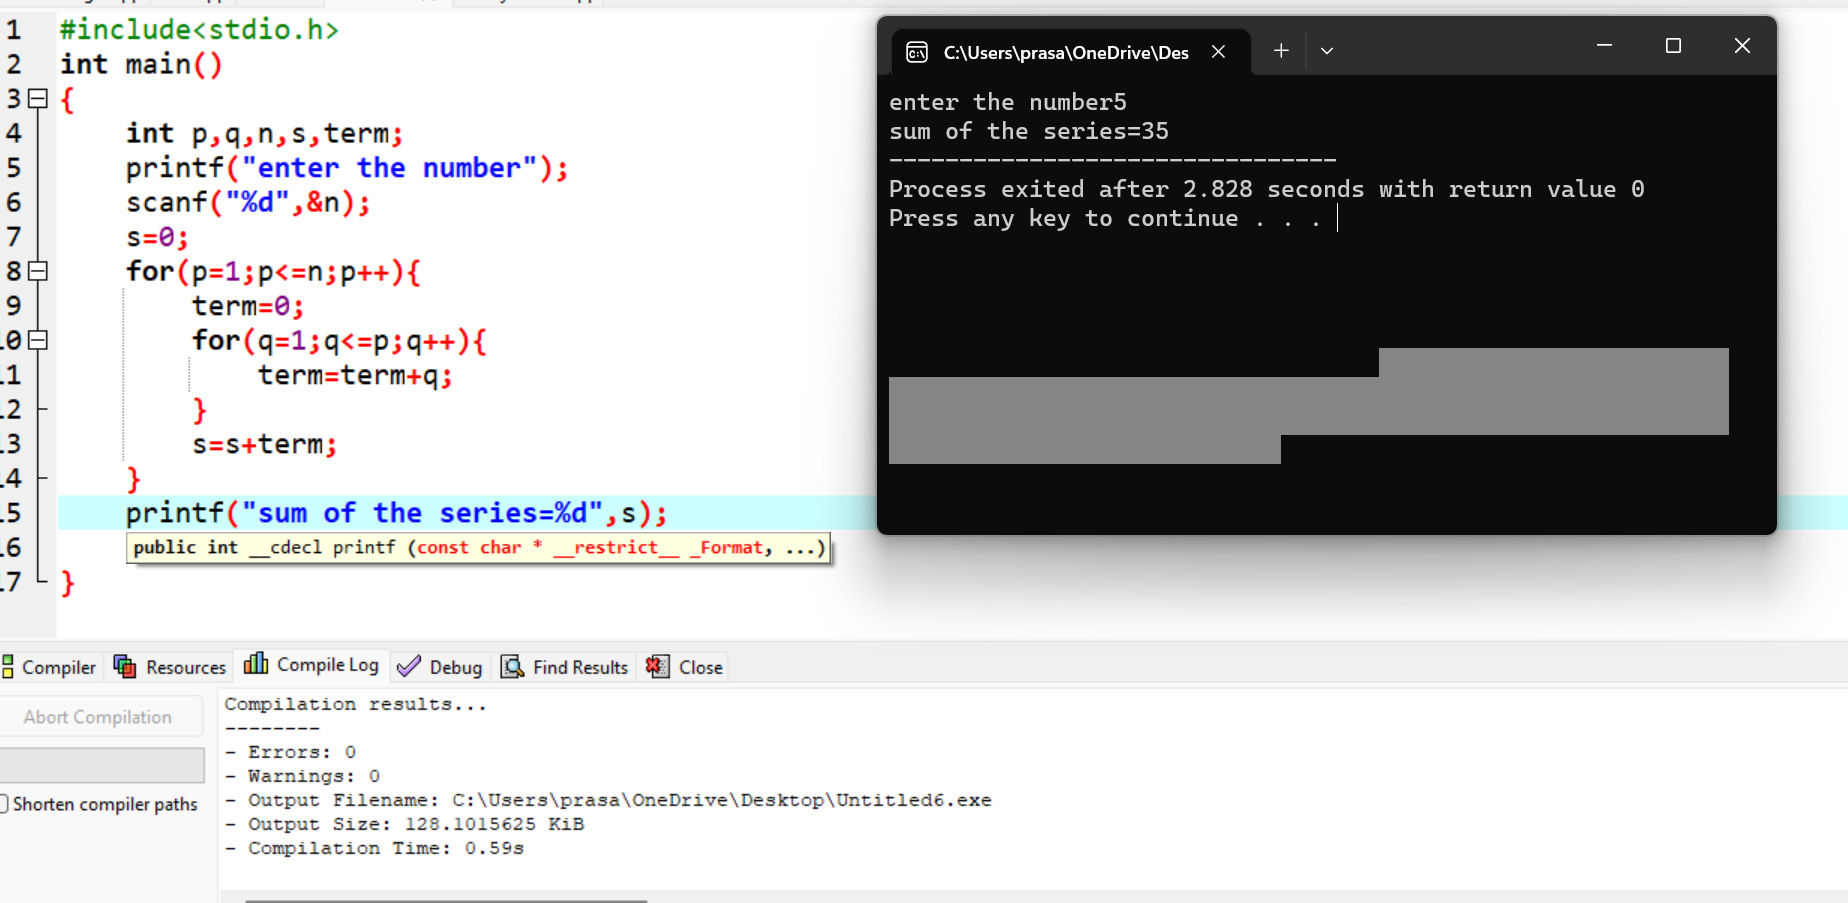 1 #include<stdio.h>
2 int main()
3 {
4 int p,q,n,s,term;
5 printf("enter the number");
6 scanf("%d",&n);
7 s=0;
8 for(p=1;p<=n;p++){
9 term=0;
10 for(q=1;q<=p;q++){
11 term=term+q;
12 }
13 s=s+term;
14 }
15 printf("sum of the series=%d",s);
16 public int __cdecl printf (const char * __restrict__ _Format, ...)
17 }
C:\Users\prasa\OneDrive\Des
enter the number5
sum of the series=35
--------------------------------
Process exited after 2.828 seconds with return value 0
Press any key to continue . . .
Compiler Resources Compile Log Debug Find Results Close
Abort Compilation
Shorten compiler paths
Compilation results...
--------
- Errors: 0
- Warnings: 0
- Output Filename: C:\Users\prasa\OneDrive\Desktop\Untitled6.exe
- Output Size: 128.1015625 KiB
- Compilation Time: 0.59s